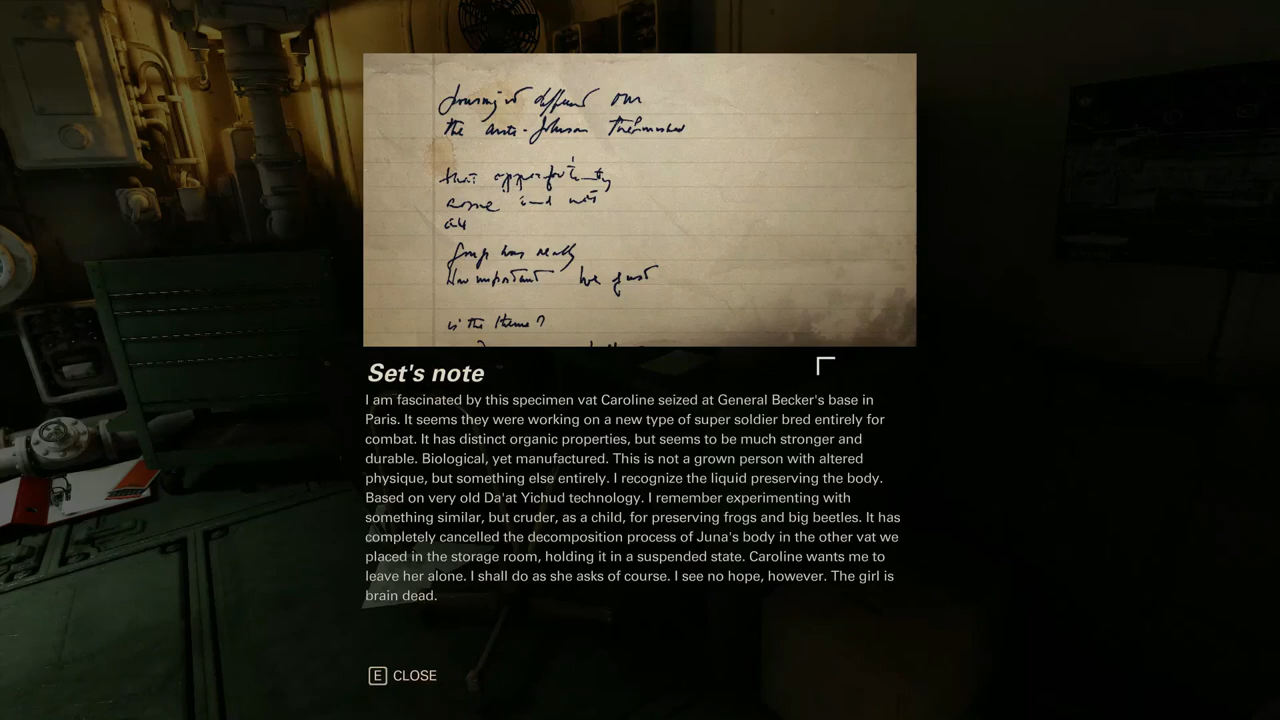 the
that
is the theme?
Set's note
I am fascinated by this specimen vat Caroline seized at General Becker's base in
Paris. It seems they were working on a new type of super soldier bred entirely for
combat. It has distinct organic properties, but seems to be much stronger and
durable. Biological, yet manufactured. This is not a grown person with altered
physique, but something else entirely. I recognize the liquid preserving the body.
Based on very old Da'at Yichud technology. I remember experimenting with
something similar, but cruder, as a child, for preserving frogs and big beetles. It has
completely cancelled the decomposition process of Juna's body in the other vat we
placed in the storage room, holding it in a suspended state. Caroline wants me to
leave her alone. I shall do as she asks of course. I see no hope, however. The girl is
brain dead.
E CLOSE